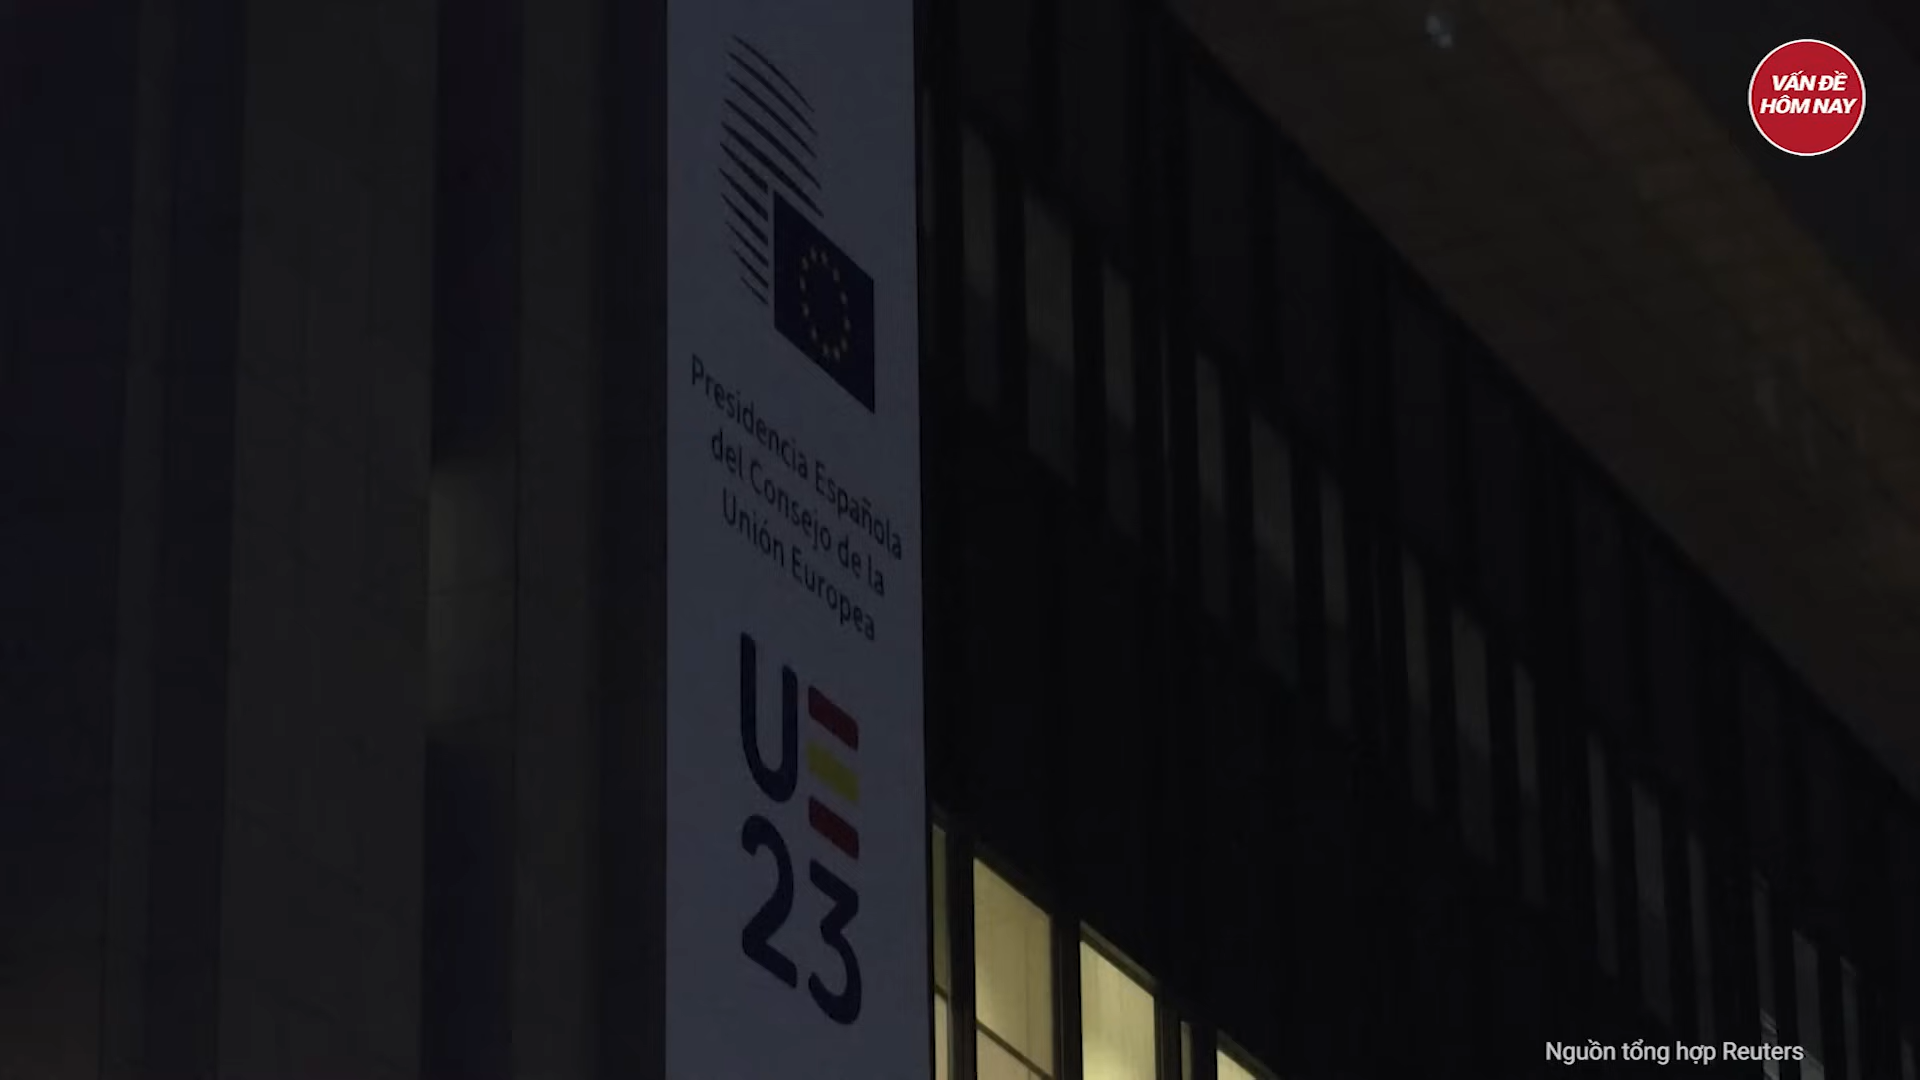 VẤN ĐỀ
HÔM NAY
Presidencia Española
del Consejo de la
Unión Europea
UE
23
Nguồn tổng hợp Reuters